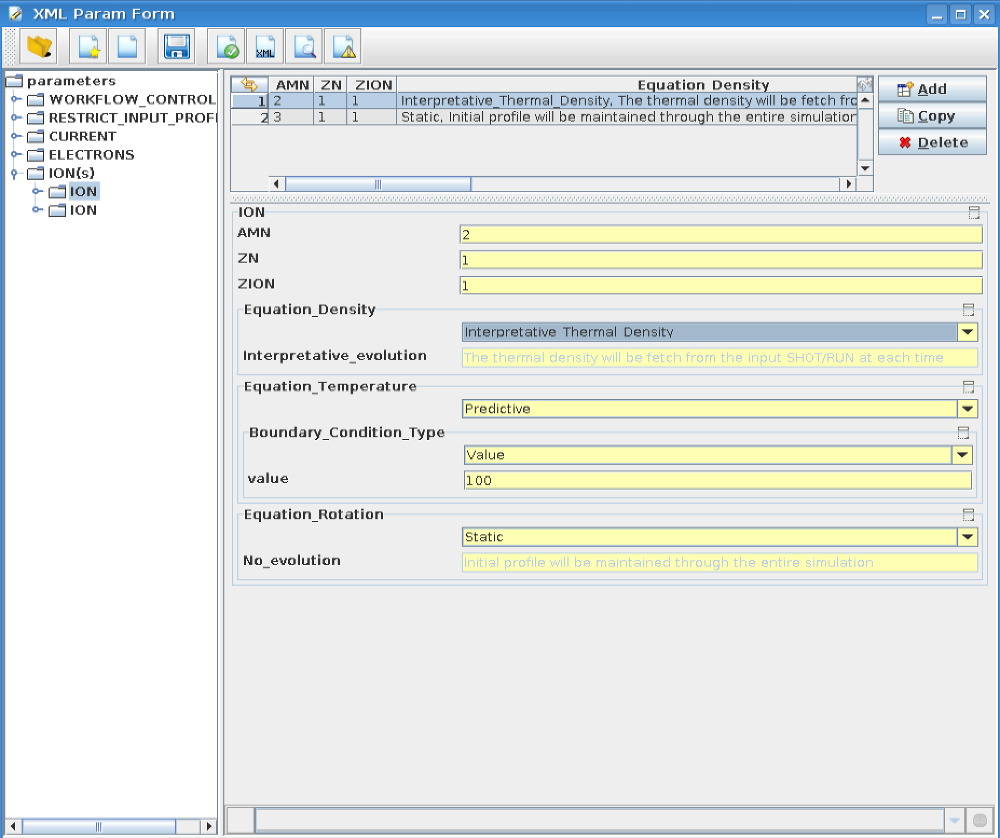 XML Param Form
XML
parameters
WORKFLOW_CONTROL
RESTRICT_INPUT_PROFI
CURRENT
ELECTRONS
ION(s)
ION
ION
AMN ZN ZION Equation_Density
1 2 1 1 Interpretative_Thermal_Density, The thermal density will be fetch fro
2 3 1 1 Static, Initial profile will be maintained through the entire simulation
Add
Copy
Delete
ION
AMN 2
ZN 1
ZION 1
Equation_Density
Interpretative_Thermal_Density
Interpretative_evolution The thermal density will be fetch from the input SHOT/RUN at each time
Equation_Temperature
Predictive
Boundary_Condition_Type
Value
value 100
Equation_Rotation
Static
No_evolution Initial profile will be maintained through the entire simulation
GO